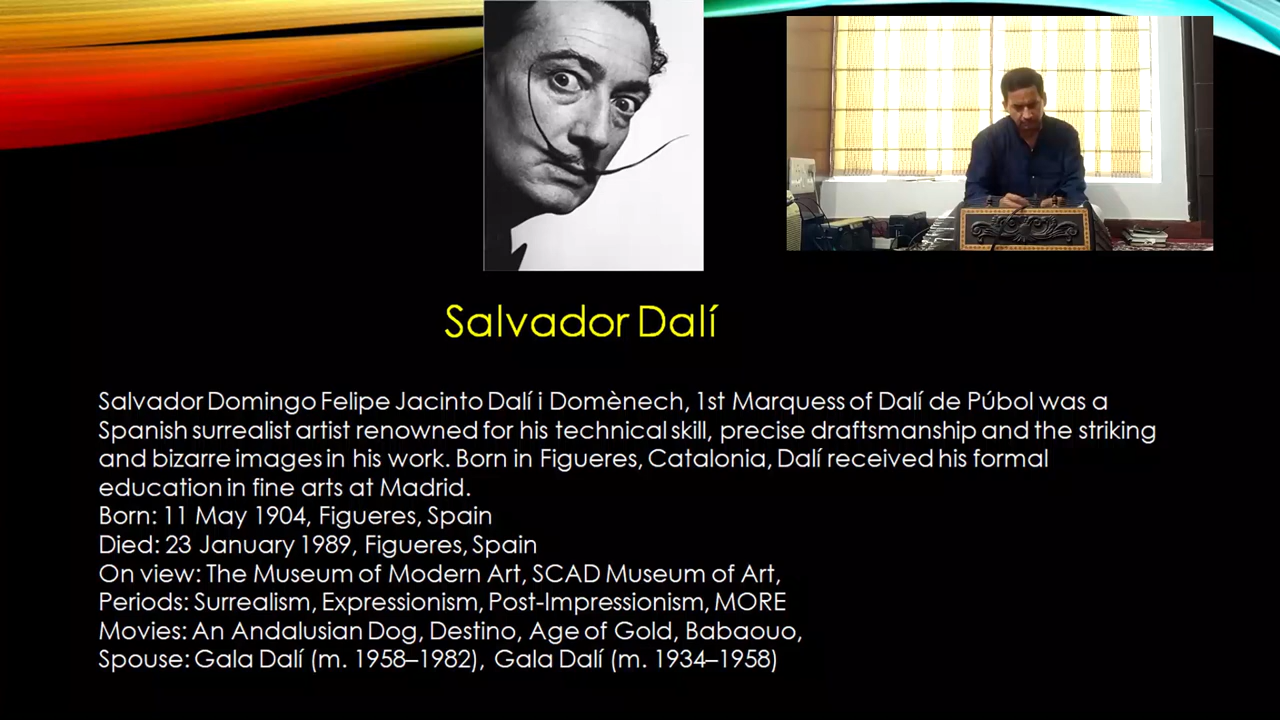 Salvador Dalí
Salvador Domingo Felipe Jacinto Dalí i Domènech, 1st Marquess of Dalí de Púbol was a
Spanish surrealist artist renowned for his technical skill, precise draftsmanship and the striking
and bizarre images in his work. Born in Figueres, Catalonia, Dalí received his formal
education in fine arts at Madrid.
Born: 11 May 1904, Figueres, Spain
Died: 23 January 1989, Figueres, Spain
On view: The Museum of Modern Art, SCAD Museum of Art,
Periods: Surrealism, Expressionism, Post-Impressionism, MORE
Movies: An Andalusian Dog, Destino, Age of Gold, Babaouo,
Spouse: Gala Dalí (m. 1958–1982), Gala Dalí (m. 1934–1958)